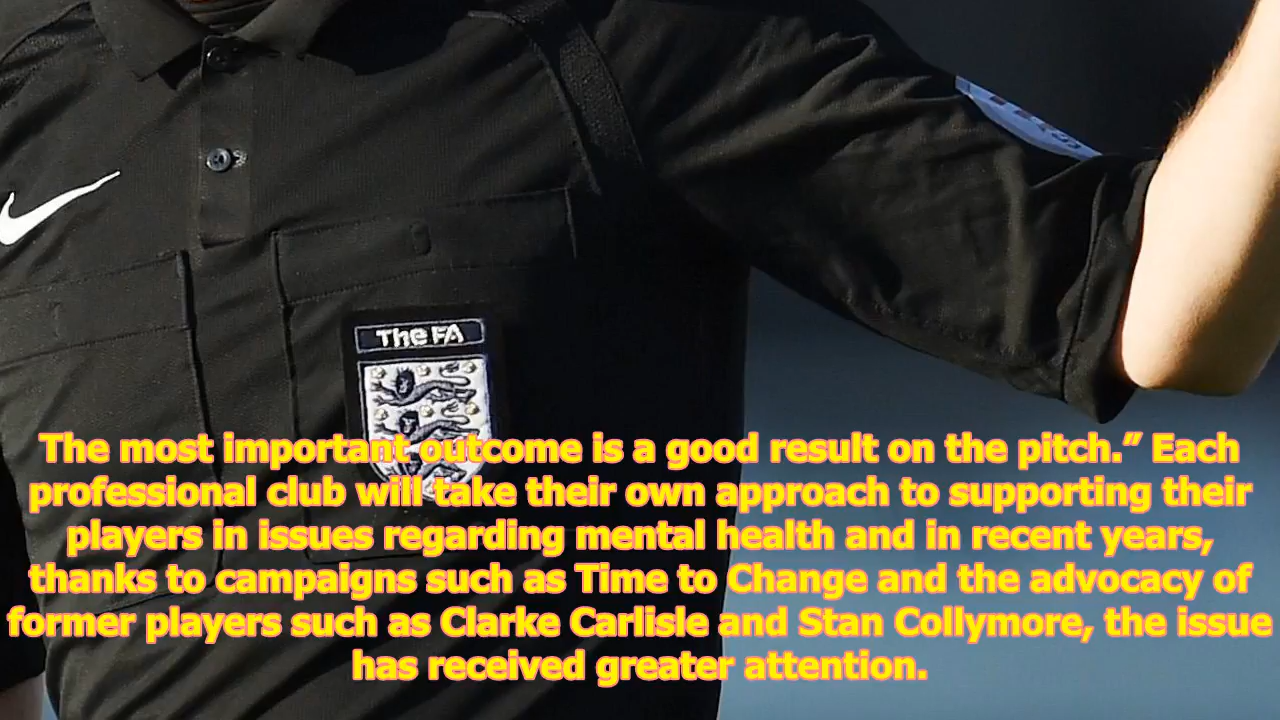 The FA
The most important outcome is a good result on the pitch.” Each
professional club will take their own approach to supporting their
players in issues regarding mental health and in recent years,
thanks to campaigns such as Time to Change and the advocacy of
former players such as Clarke Carlisle and Stan Collymore, the issue
has received greater attention.